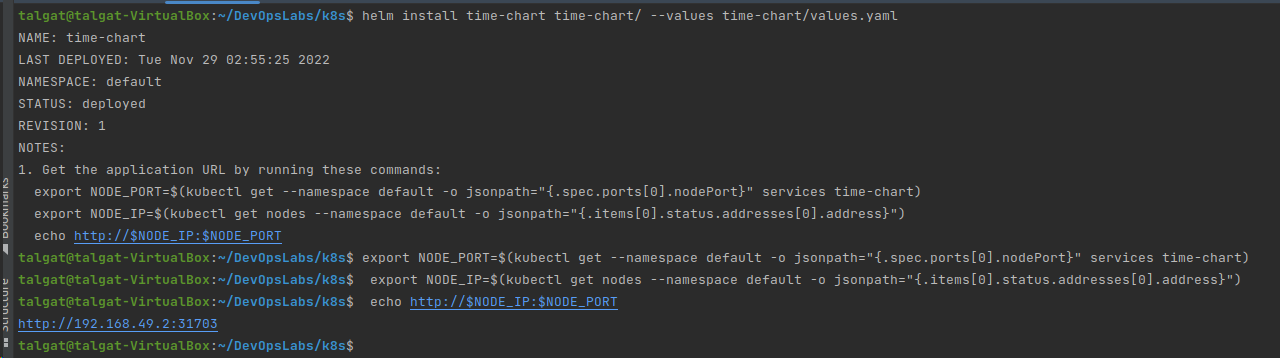 talgat@talgat-VirtualBox:~/DevOpsLabs/k8s$ helm install time-chart time-chart/ --values time-chart/values.yaml
NAME: time-chart
LAST DEPLOYED: Tue Nov 29 02:55:25 2022
NAMESPACE: default
STATUS: deployed
REVISION: 1
NOTES:
1. Get the application URL by running these commands:
  export NODE_PORT=$(kubectl get --namespace default -o jsonpath="{.spec.ports[0].nodePort}" services time-chart)
  export NODE_IP=$(kubectl get nodes --namespace default -o jsonpath="{.items[0].status.addresses[0].address}")
  echo http://$NODE_IP:$NODE_PORT
talgat@talgat-VirtualBox:~/DevOpsLabs/k8s$ export NODE_PORT=$(kubectl get --namespace default -o jsonpath="{.spec.ports[0].nodePort}" services time-chart)
talgat@talgat-VirtualBox:~/DevOpsLabs/k8s$  export NODE_IP=$(kubectl get nodes --namespace default -o jsonpath="{.items[0].status.addresses[0].address}")
talgat@talgat-VirtualBox:~/DevOpsLabs/k8s$  echo http://$NODE_IP:$NODE_PORT
http://192.168.49.2:31703
talgat@talgat-VirtualBox:~/DevOpsLabs/k8s$
Bookmarks